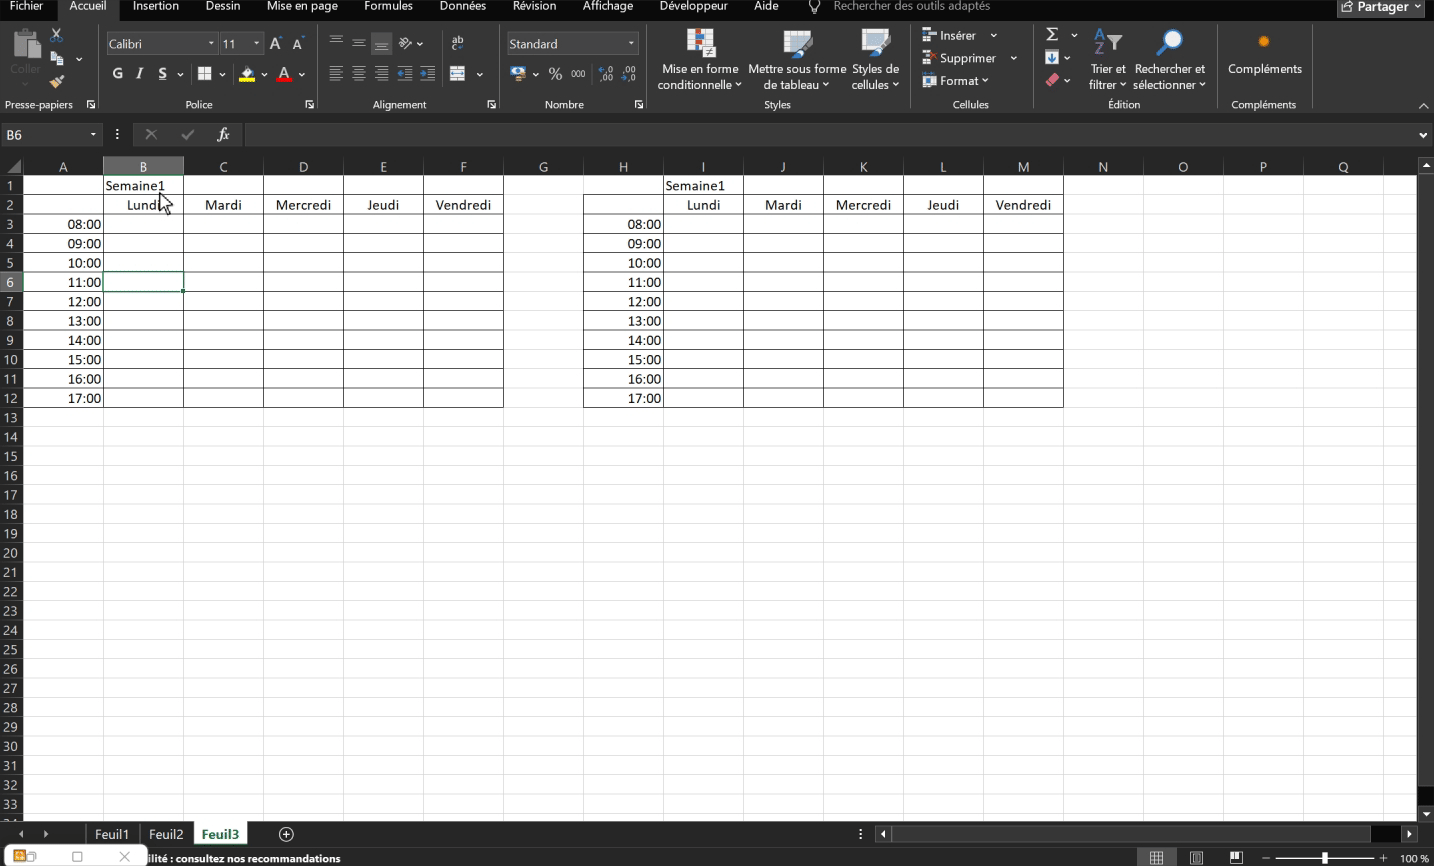 Fichier Accueil Insertion Dessin Mise en page Formules Données Révision Affichage Développeur Aide Rechercher des outils adaptés Partager
Coller
Presse-papiers
Calibri 11
G I S
Police
Alignement
Standard
% 000
Nombre
Mise en forme conditionnelle
Mettre sous forme de tableau
Styles de cellules
Styles
Insérer
Supprimer
Format
Cellules
Trier et filtrer
Rechercher et sélectionner
Édition
Compléments
Compléments
B6 fx
A B C D E F G H I J K L M N O P Q
1 Semaine1 Semaine1
2 Lundi Mardi Mercredi Jeudi Vendredi Lundi Mardi Mercredi Jeudi Vendredi
3 08:00 08:00
4 09:00 09:00
5 10:00 10:00
6 11:00 11:00
7 12:00 12:00
8 13:00 13:00
9 14:00 14:00
10 15:00 15:00
11 16:00 16:00
12 17:00 17:00
13
14
15
16
17
18
19
20
21
22
23
24
25
26
27
28
29
30
31
32
33
Feuil1 Feuil2 Feuil3
ilité : consultez nos recommandations 100 %